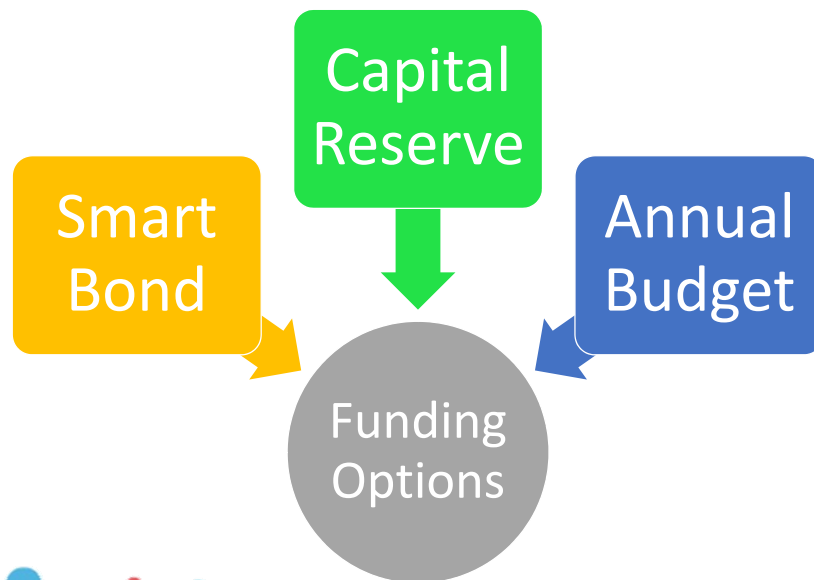 Capital
Reserve
Smart
Bond
Annual
Budget
Funding
Options